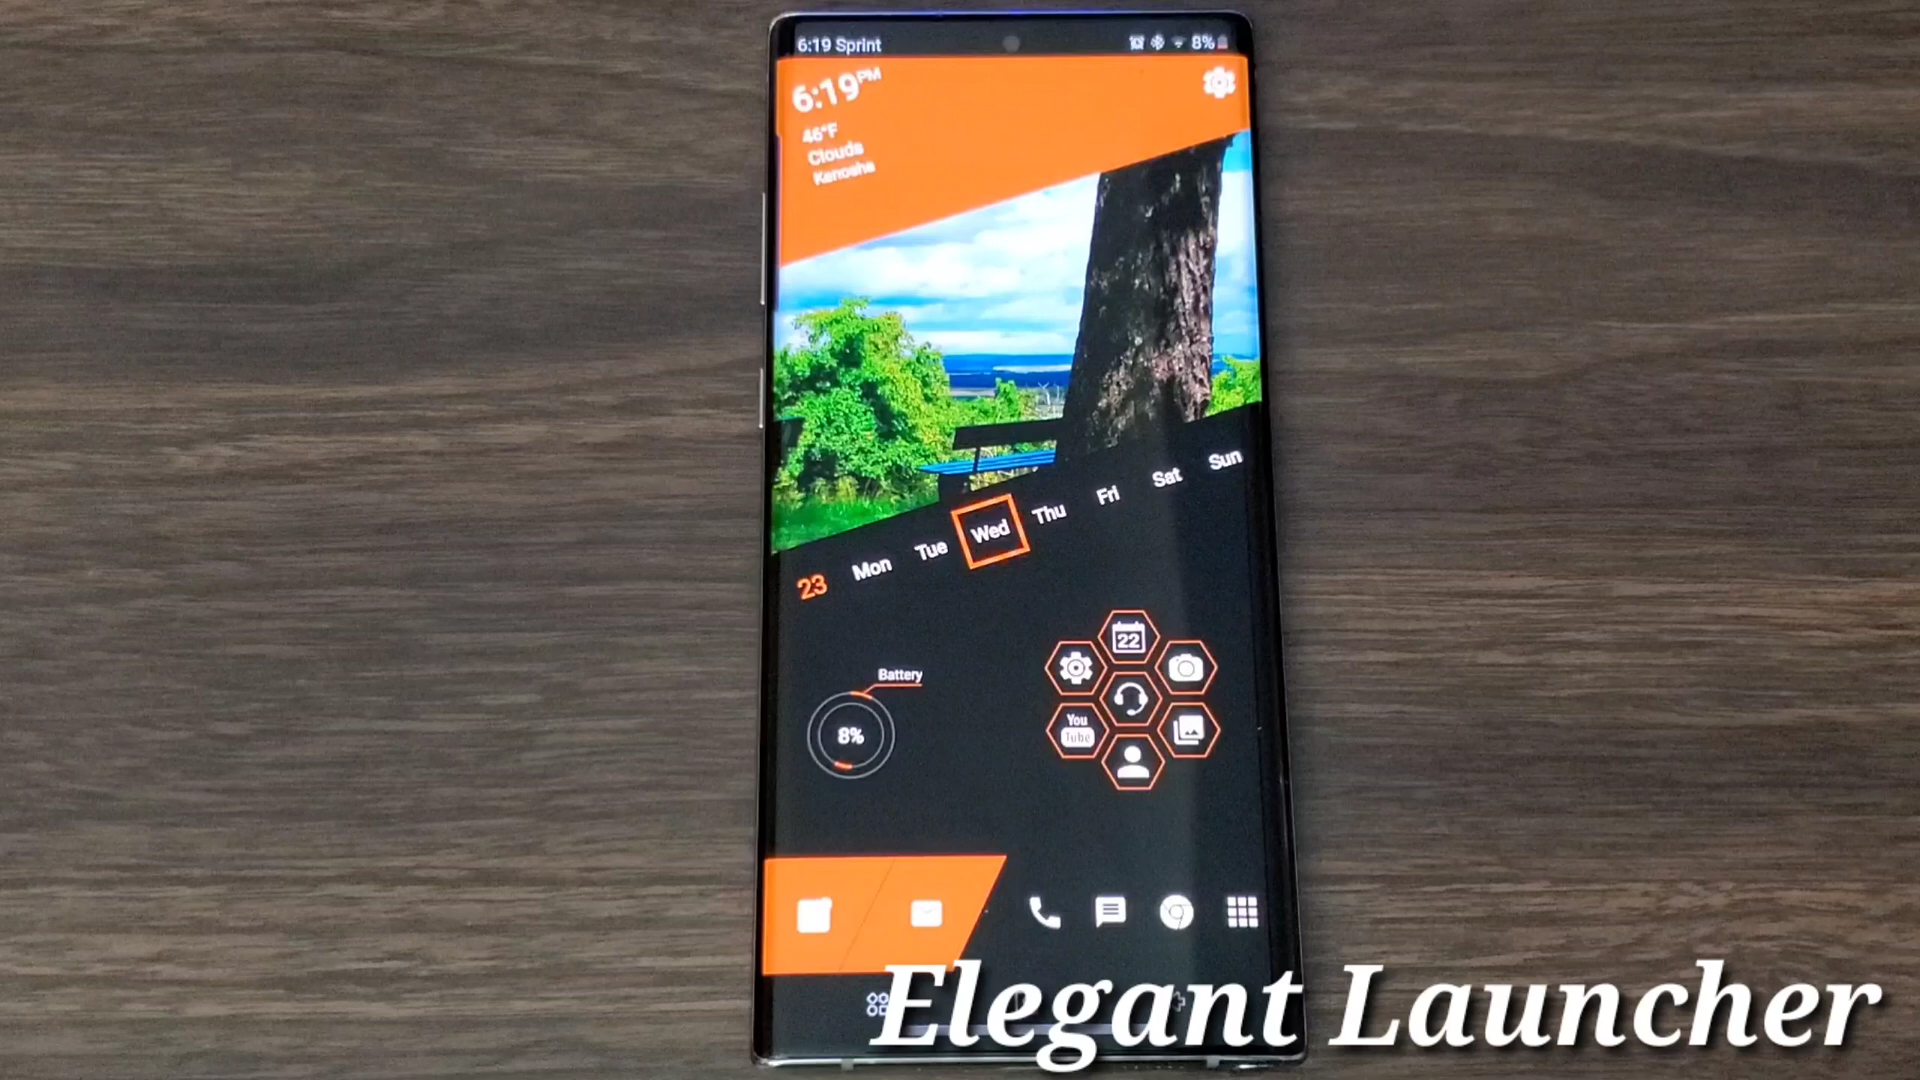 6:19 Sprint
8%
6:19PM
46°F
Clouds
Kenosha
23 Mon Tue Wed Thu Fri Sat Sun
22
Battery
8%
You
Tube
Elegant Launcher